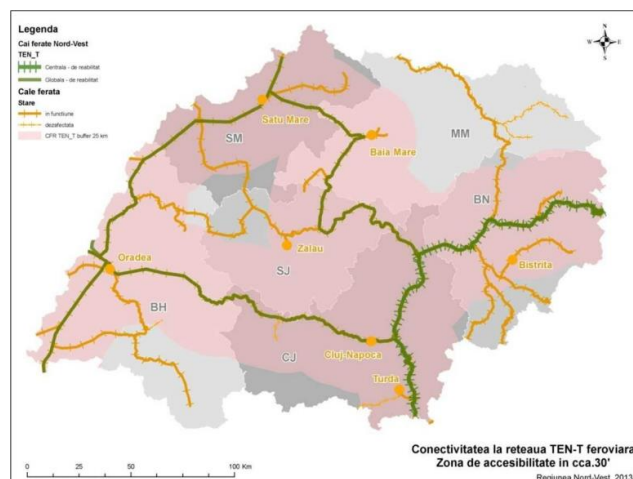 Legenda
Cai ferate Nord-Vest
TEN_T
Centrala - de reabilitat
Globala - de reabilitat
Cale ferata
Stare
in functiune
dezafectata
CFR TEN_T buffer 25 km
N
W E
S
Satu Mare
SM
Baia Mare
MM
BN
Zalau
Oradea
SJ
Bistrita
BH
Cluj-Napoca
CJ
Turda
Conectivitatea la reteaua TEN-T feroviara
Zona de accesibilitate in cca.30'
0 20 40 60 100 Km
Regiunea Nord-Vest, 2013